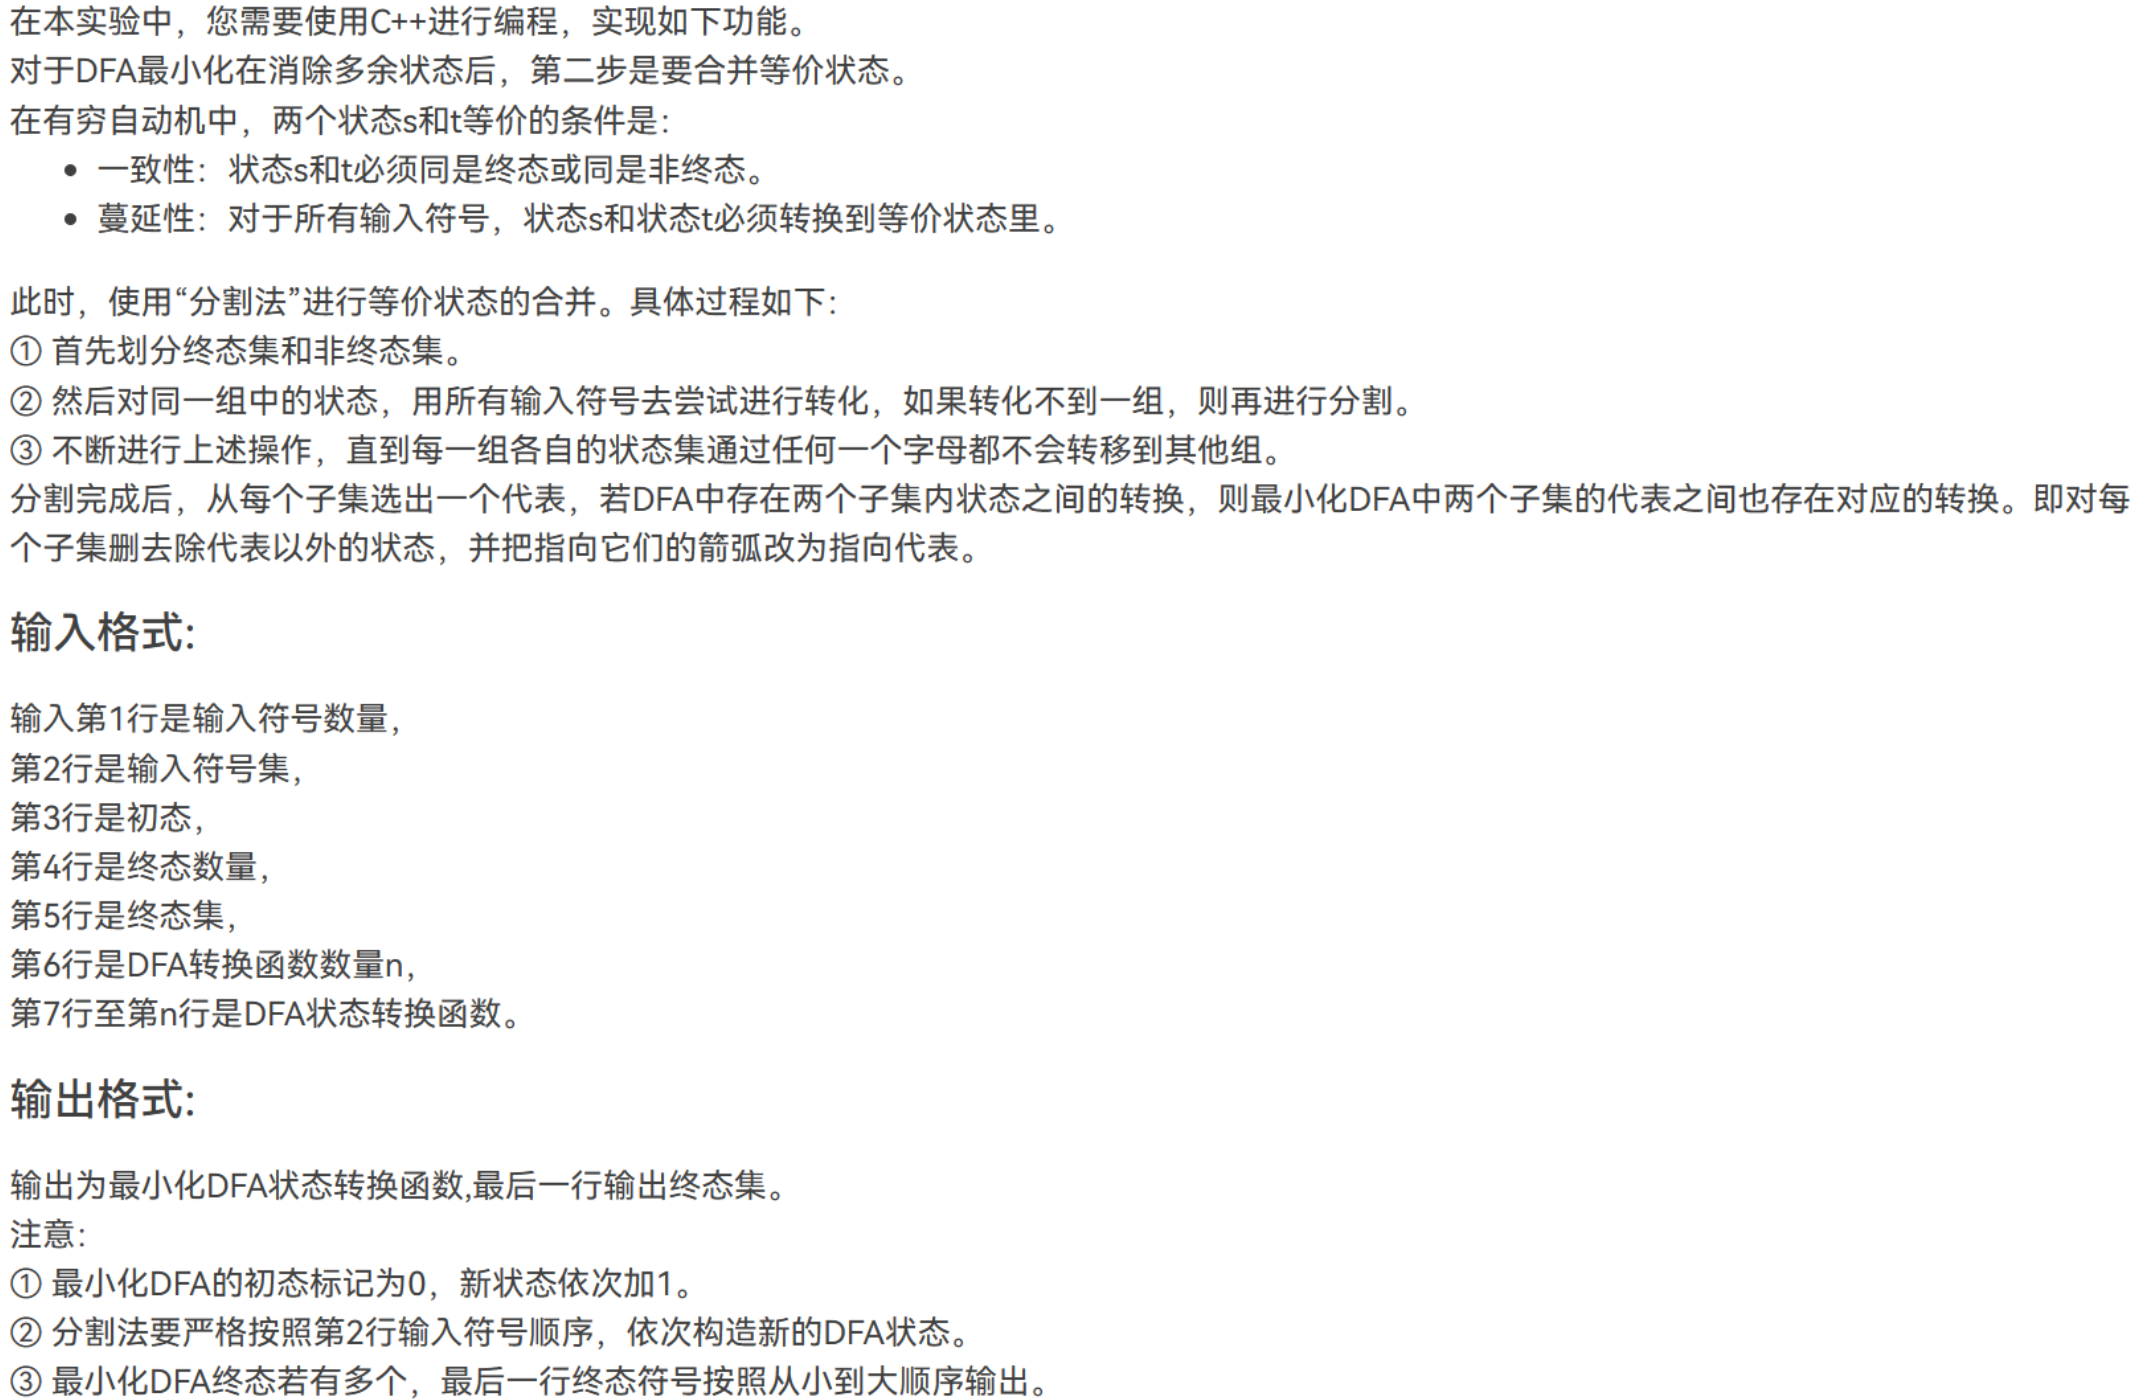 在本实验中，您需要使用C++进行编程，实现如下功能。
对于DFA最小化在消除多余状态后，第二步是要合并等价状态。
在有穷自动机中，两个状态s和t等价的条件是：
• 一致性：状态s和t必须同是终态或同是非终态。
• 蔓延性：对于所有输入符号，状态s和状态t必须转换到等价状态里。
此时，使用“分割法”进行等价状态的合并。具体过程如下：
① 首先划分终态集和非终态集。
② 然后对同一组中的状态，用所有输入符号去尝试进行转化，如果转化不到一组，则再进行分割。
③ 不断进行上述操作，直到每一组各自的状态集通过任何一个字母都不会转移到其他组。
分割完成后，从每个子集选出一个代表，若DFA中存在两个子集内状态之间的转换，则最小化DFA中两个子集的代表之间也存在对应的转换。即对每
个子集删去除代表以外的状态，并把指向它们的箭弧改为指向代表。
输入格式:
输入第1行是输入符号数量，
第2行是输入符号集，
第3行是初态，
第4行是终态数量，
第5行是终态集，
第6行是DFA转换函数数量n，
第7行至第n行是DFA状态转换函数。
输出格式:
输出为最小化DFA状态转换函数,最后一行输出终态集。
注意：
① 最小化DFA的初态标记为0，新状态依次加1。
② 分割法要严格按照第2行输入符号顺序，依次构造新的DFA状态。
③ 最小化DFA终态若有多个，最后一行终态符号按照从小到大顺序输出。